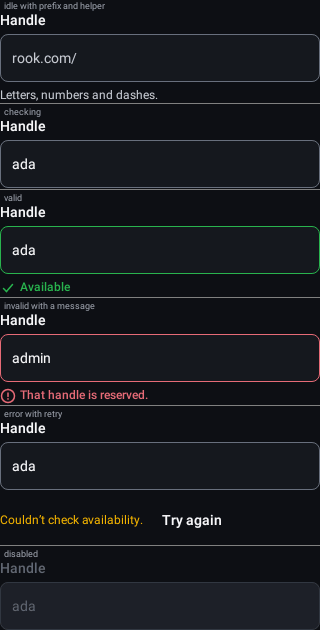 idle with prefix and helper
Handle
rook.com/
Letters, numbers and dashes.
checking
Handle
ada
valid
Handle
ada
Available
invalid with a message
Handle
admin
That handle is reserved.
error with retry
Handle
ada
Couldn’t check availability. Try again
disabled
Handle
ada